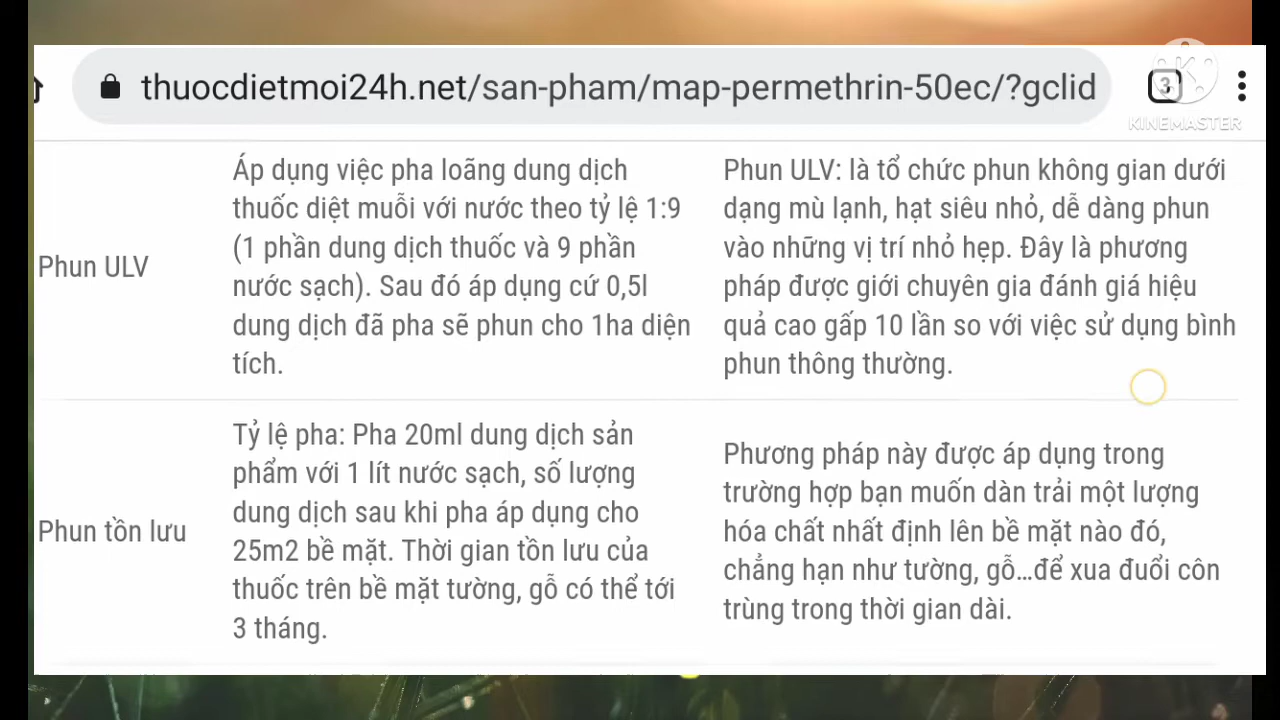 thuocdietmoi24h.net/san-pham/map-permethrin-50ec/?gclid
3
KINEMASTER
Phun ULV
Áp dụng việc pha loãng dung dịch
thuốc diệt muỗi với nước theo tỷ lệ 1:9
(1 phần dung dịch thuốc và 9 phần
nước sạch). Sau đó áp dụng cứ 0,5l
dung dịch đã pha sẽ phun cho 1ha diện
tích.
Phun ULV: là tổ chức phun không gian dưới
dạng mù lạnh, hạt siêu nhỏ, dễ dàng phun
vào những vị trí nhỏ hẹp. Đây là phương
pháp được giới chuyên gia đánh giá hiệu
quả cao gấp 10 lần so với việc sử dụng bình
phun thông thường.
Phun tồn lưu
Tỷ lệ pha: Pha 20ml dung dịch sản
phẩm với 1 lít nước sạch, số lượng
dung dịch sau khi pha áp dụng cho
25m2 bề mặt. Thời gian tồn lưu của
thuốc trên bề mặt tường, gỗ có thể tới
3 tháng.
Phương pháp này được áp dụng trong
trường hợp bạn muốn dàn trải một lượng
hóa chất nhất định lên bề mặt nào đó,
chẳng hạn như tường, gỗ...để xua đuổi côn
trùng trong thời gian dài.